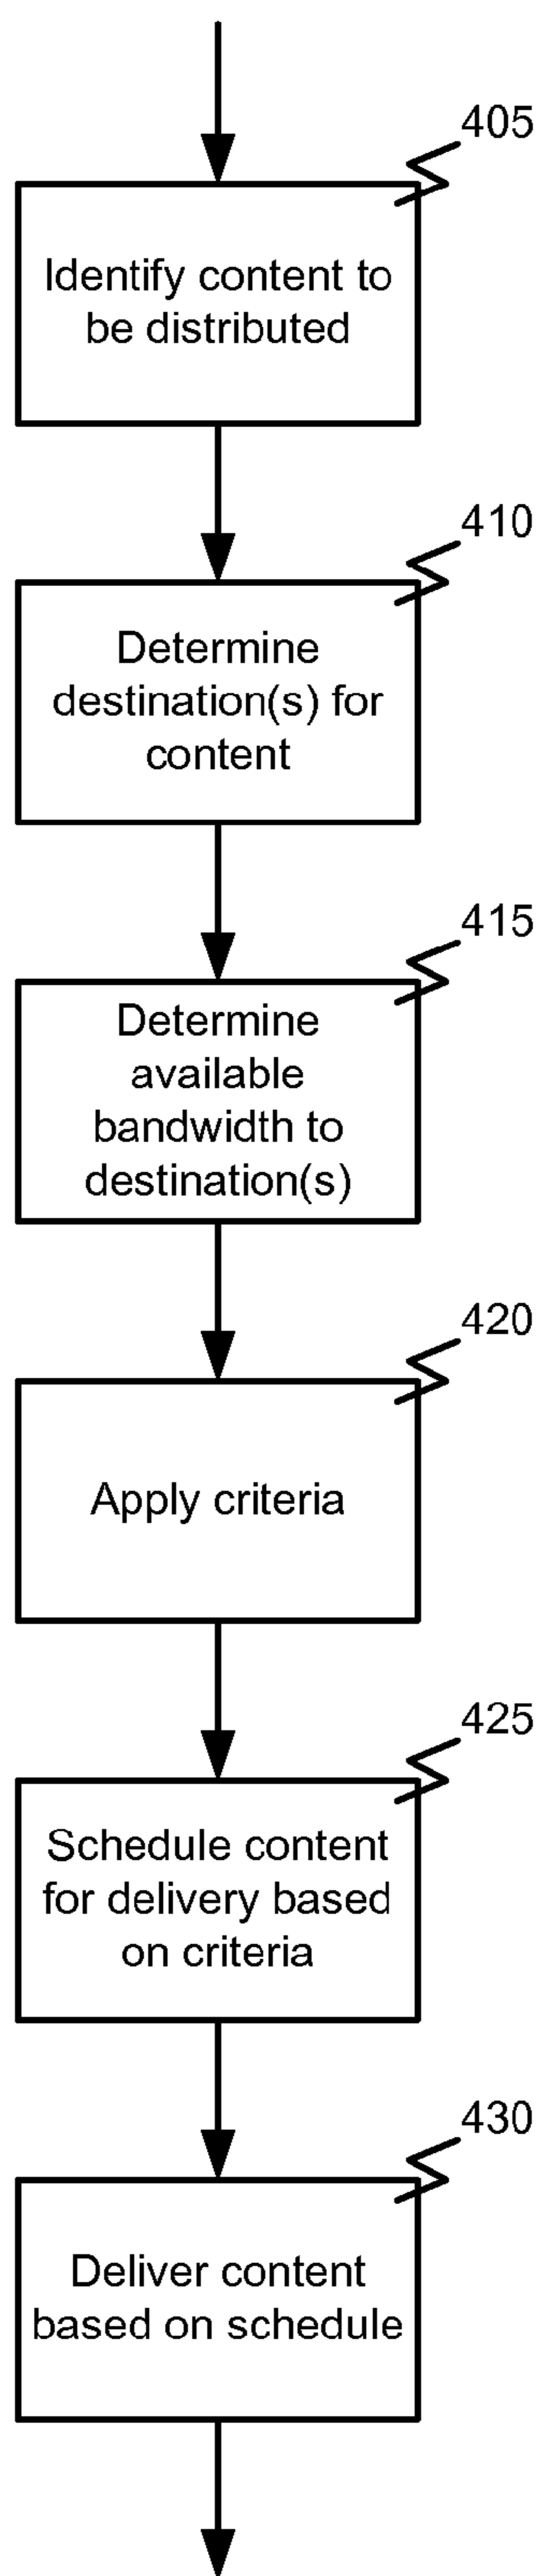 405
Identify content to
be distributed
410
Determine
destination(s) for
content
415
Determine
available
bandwidth to
destination(s)
420
Apply criteria
425
Schedule content
for delivery based
on criteria
430
Deliver content
based on schedule